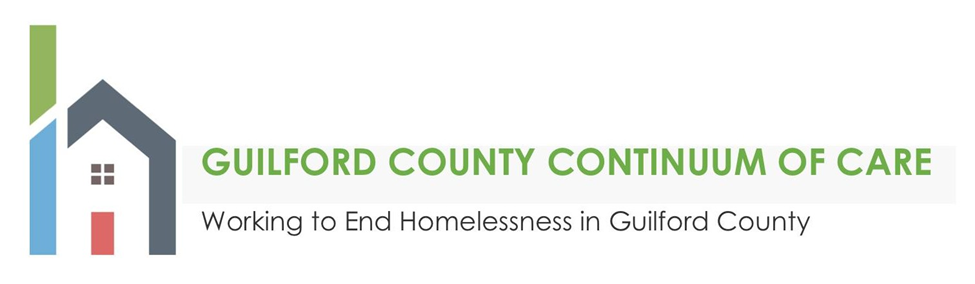 GUILFORD COUNTY CONTINUUM OF CARE
Working to End Homelessness in Guilford County